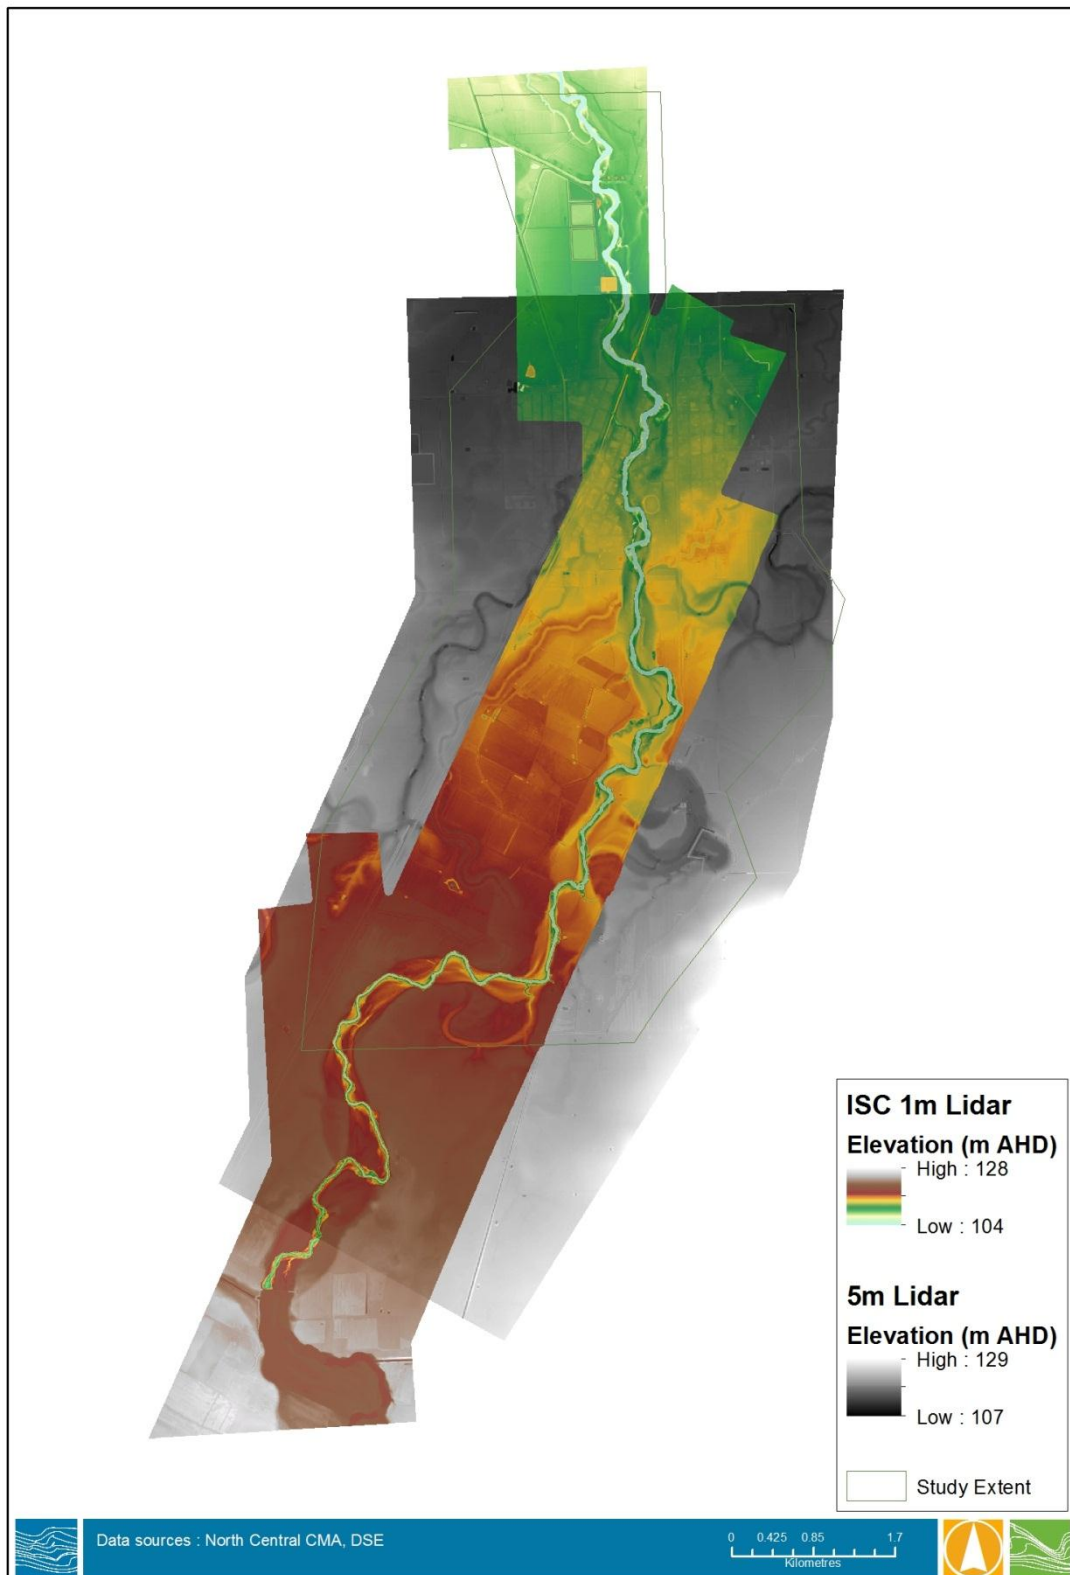 ISC 1m Lidar
Elevation (m AHD)
High : 128
Low : 104
5m Lidar
Elevation (m AHD)
High : 129
Low : 107
Study Extent
Data sources : North Central CMA, DSE
0 0.425 0.85 1.7
Kilometres